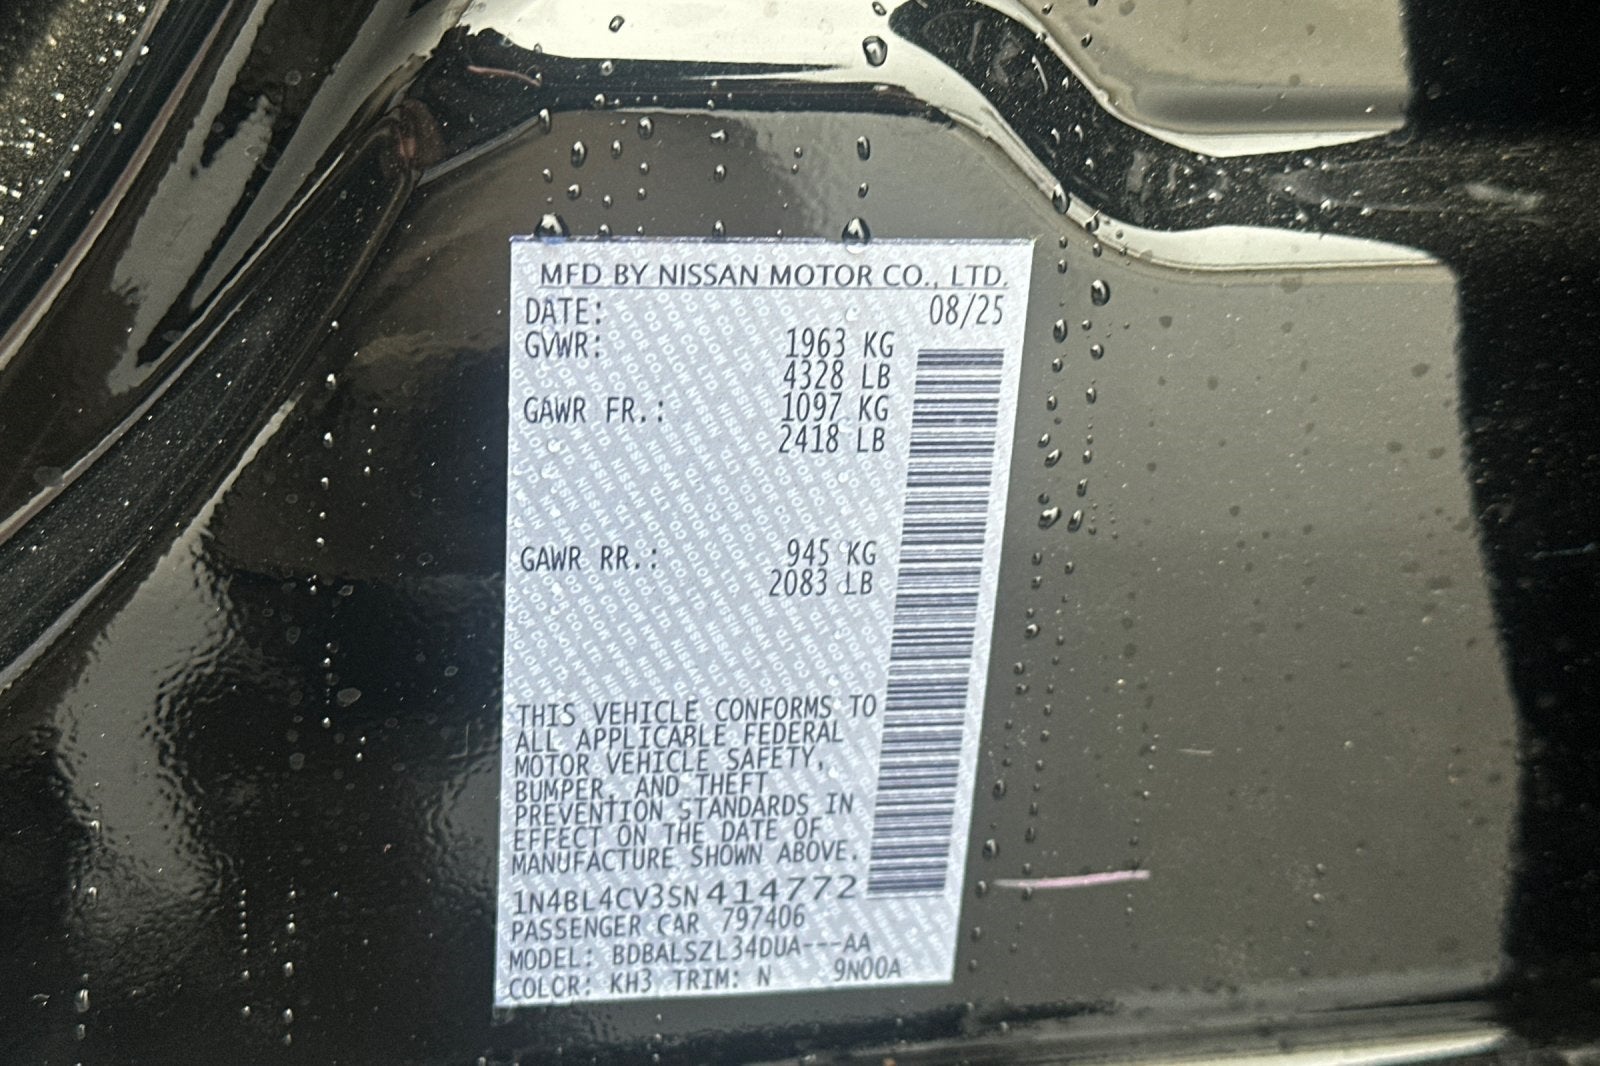 MFD BY NISSAN MOTOR CO., LTD.
DATE: 08/25
GVWR: 1963 KG
4328 LB
GAWR FR.: 1097 KG
2418 LB
GAWR RR.: 945 KG
2083 LB
THIS VEHICLE CONFORMS TO
ALL APPLICABLE FEDERAL
MOTOR VEHICLE SAFETY,
BUMPER, AND THEFT
PREVENTION STANDARDS IN
EFFECT ON THE DATE OF
MANUFACTURE SHOWN ABOVE.
1N4BL4CV3SN414772
PASSENGER CAR 797406
MODEL: BDBALSZL34DUA---AA
COLOR: KH3 TRIM: N 9N00A